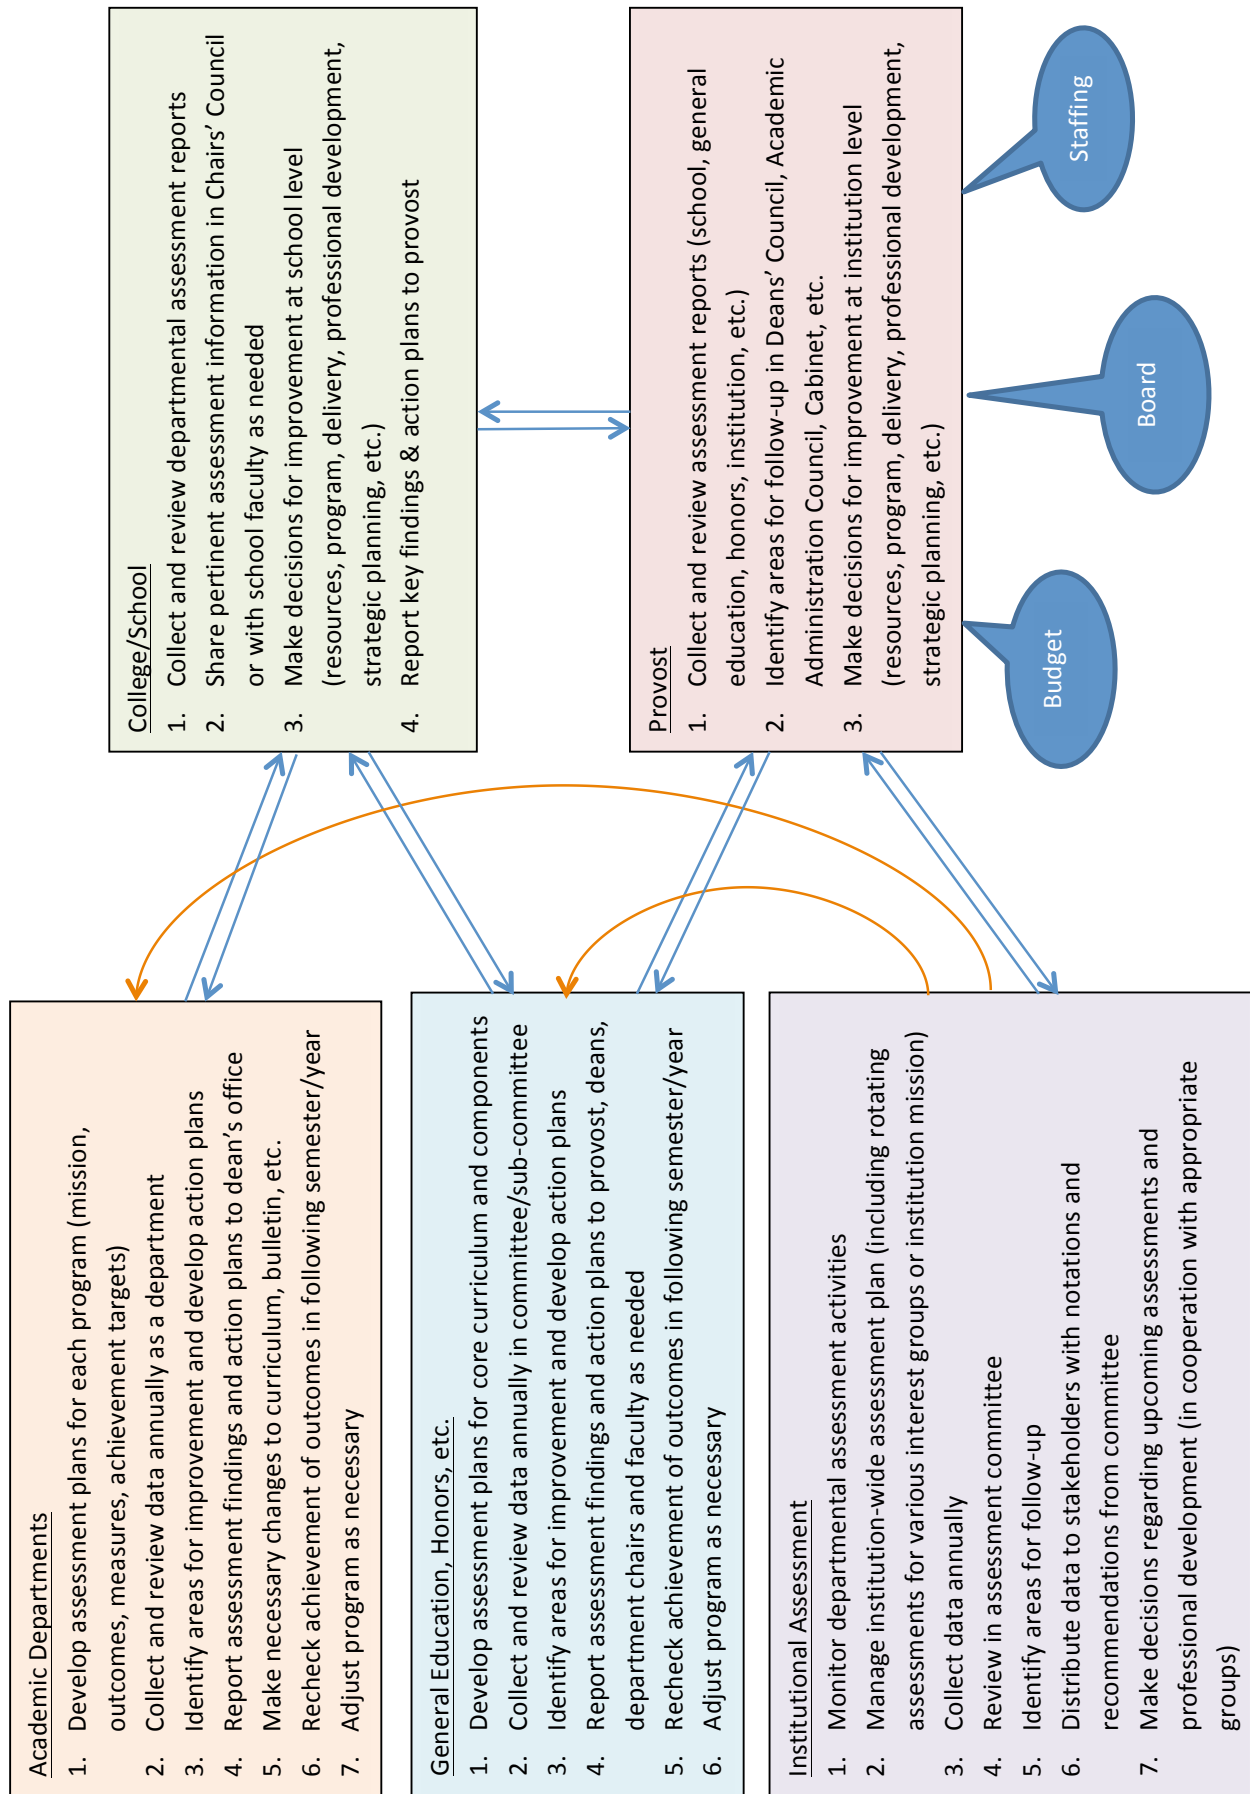 Academic Departments
1. Develop assessment plans for each program (mission,
outcomes, measures, achievement targets)
2. Collect and review data annually as a department
3. Identify areas for improvement and develop action plans
4. Report assessment findings and action plans to dean’s office
5. Make necessary changes to curriculum, bulletin, etc.
6. Recheck achievement of outcomes in following semester/year
7. Adjust program as necessary
General Education, Honors, etc.
1. Develop assessment plans for core curriculum and components
2. Collect and review data annually in committee/sub-committee
3. Identify areas for improvement and develop action plans
4. Report assessment findings and action plans to provost, deans,
department chairs and faculty as needed
5. Recheck achievement of outcomes in following semester/year
6. Adjust program as necessary
Institutional Assessment
1. Monitor departmental assessment activities
2. Manage institution-wide assessment plan (including rotating
assessments for various interest groups or institution mission)
3. Collect data annually
4. Review in assessment committee
5. Identify areas for follow-up
6. Distribute data to stakeholders with notations and
recommendations from committee
7. Make decisions regarding upcoming assessments and
professional development (in cooperation with appropriate
groups)
College/School
1. Collect and review departmental assessment reports
2. Share pertinent assessment information in Chairs’ Council
or with school faculty as needed
3. Make decisions for improvement at school level
(resources, program, delivery, professional development,
strategic planning, etc.)
4. Report key findings & action plans to provost
Provost
1. Collect and review assessment reports (school, general
education, honors, institution, etc.)
2. Identify areas for follow-up in Deans’ Council, Academic
Administration Council, Cabinet, etc.
3. Make decisions for improvement at institution level
(resources, program, delivery, professional development,
strategic planning, etc.)
Budget
Board
Staffing